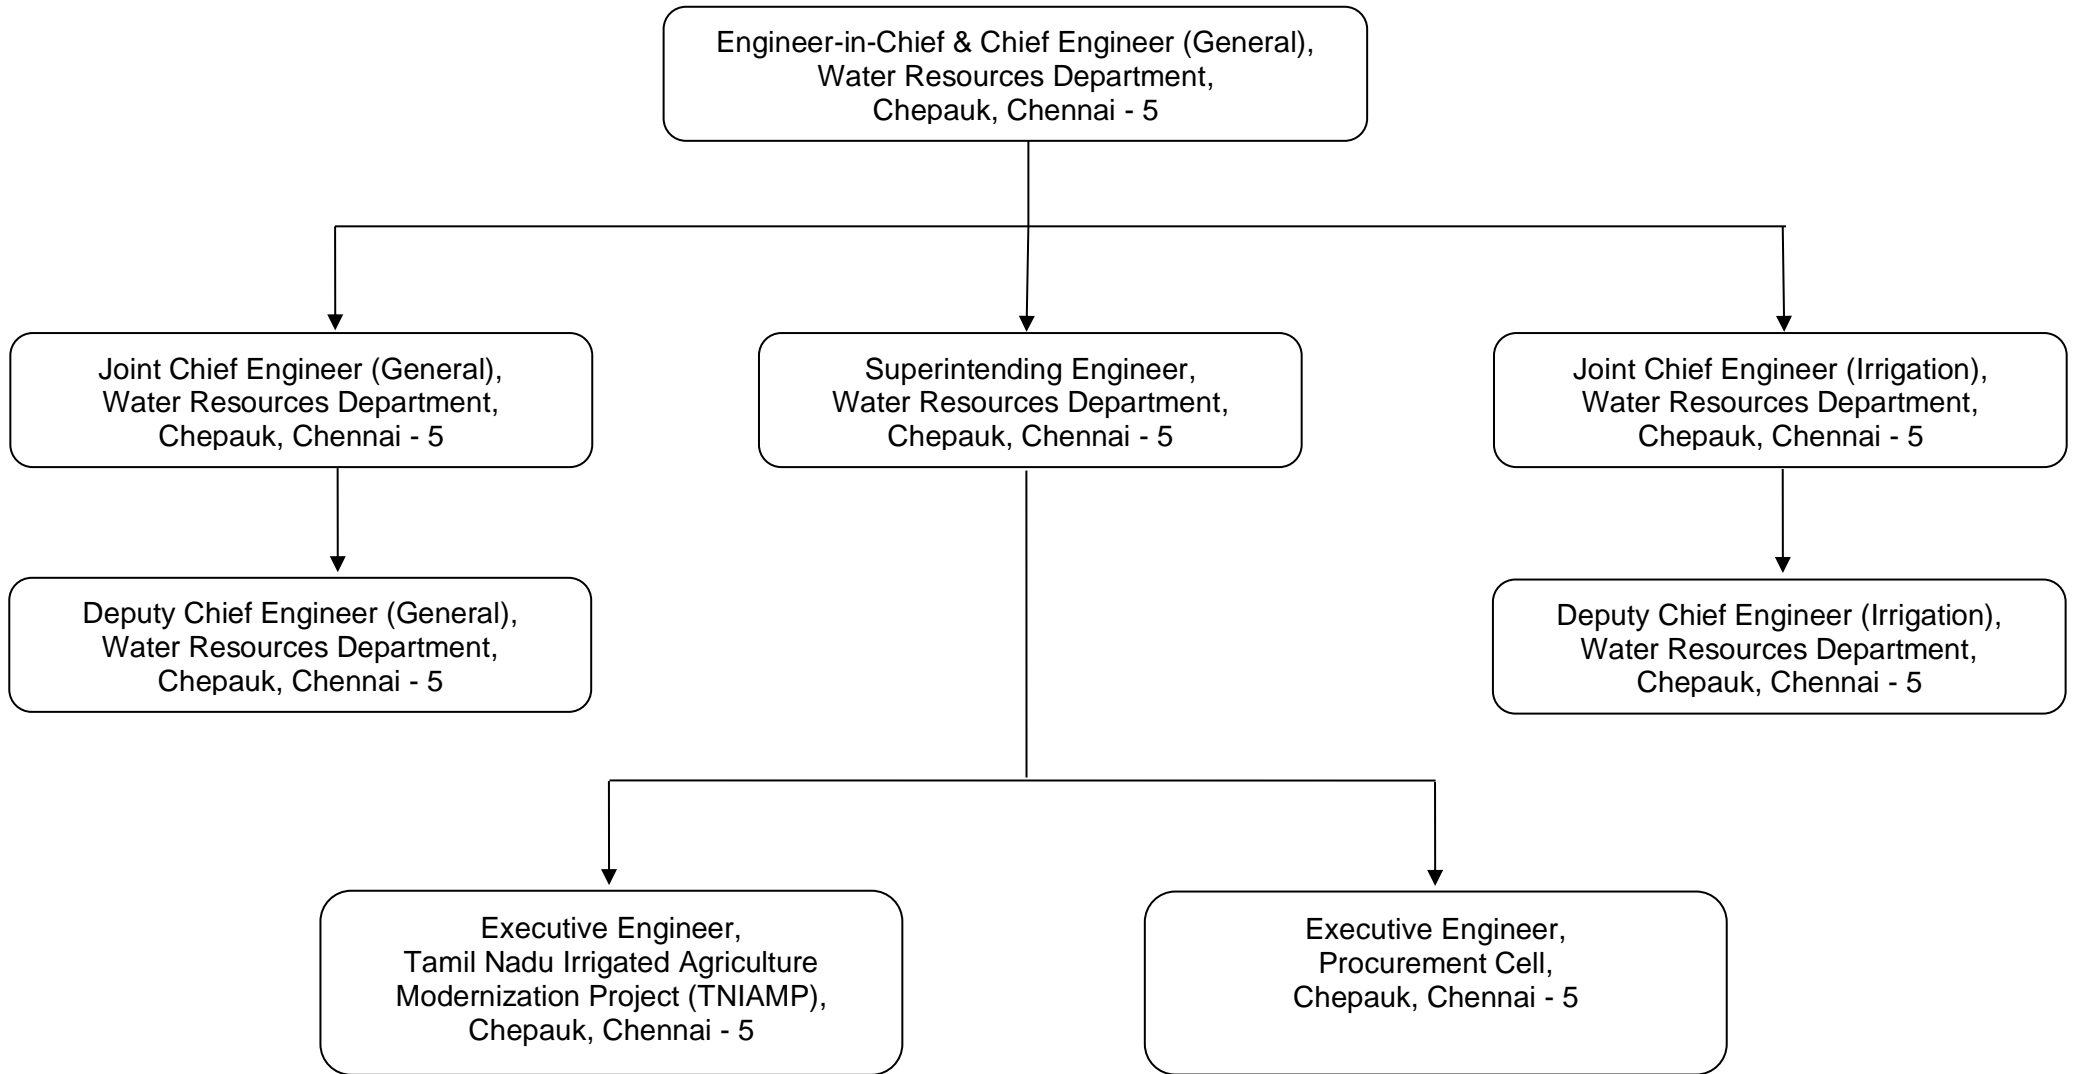 Engineer-in-Chief & Chief Engineer (General),
Water Resources Department,
Chepauk, Chennai - 5
Joint Chief Engineer (General),
Water Resources Department,
Chepauk, Chennai - 5
Superintending Engineer,
Water Resources Department,
Chepauk, Chennai - 5
Joint Chief Engineer (Irrigation),
Water Resources Department,
Chepauk, Chennai - 5
Deputy Chief Engineer (General),
Water Resources Department,
Chepauk, Chennai - 5
Deputy Chief Engineer (Irrigation),
Water Resources Department,
Chepauk, Chennai - 5
Executive Engineer,
Tamil Nadu Irrigated Agriculture
Modernization Project (TNIAMP),
Chepauk, Chennai - 5
Executive Engineer,
Procurement Cell,
Chepauk, Chennai - 5